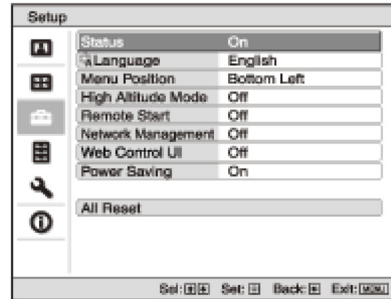 Setup
Status On
Language English
Menu Position Bottom Left
High Altitude Mode Off
Remote Start Off
Network Management Off
Web Control UI Off
Power Saving On
All Reset
Sel: Set: Back: Exit: MENU